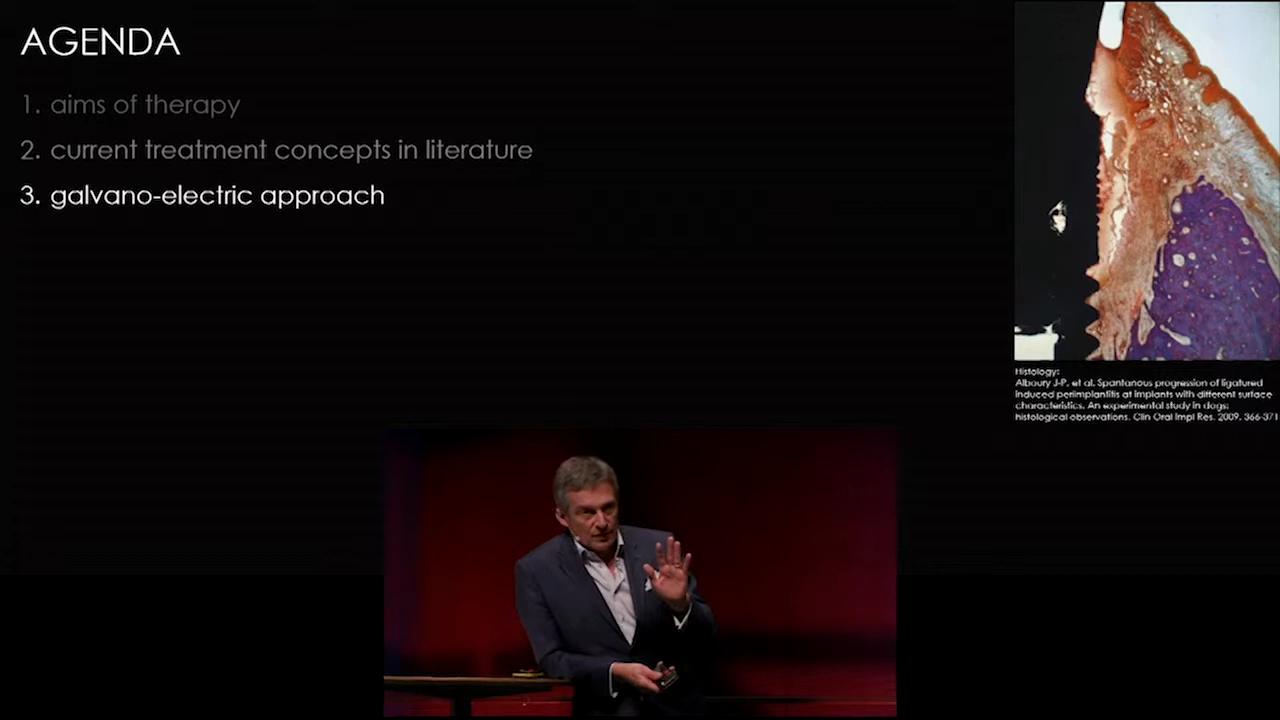 AGENDA
1. aims of therapy
2. current treatment concepts in literature
3. galvano-electric approach
Histology:
Albouy J-P, et al. Spantanous progression of ligatured
induced periimplantitis at implants with different surface
characteristics. An experimental study in dogs:
histological observations. Clin Oral Impl Res. 2009. 366-371